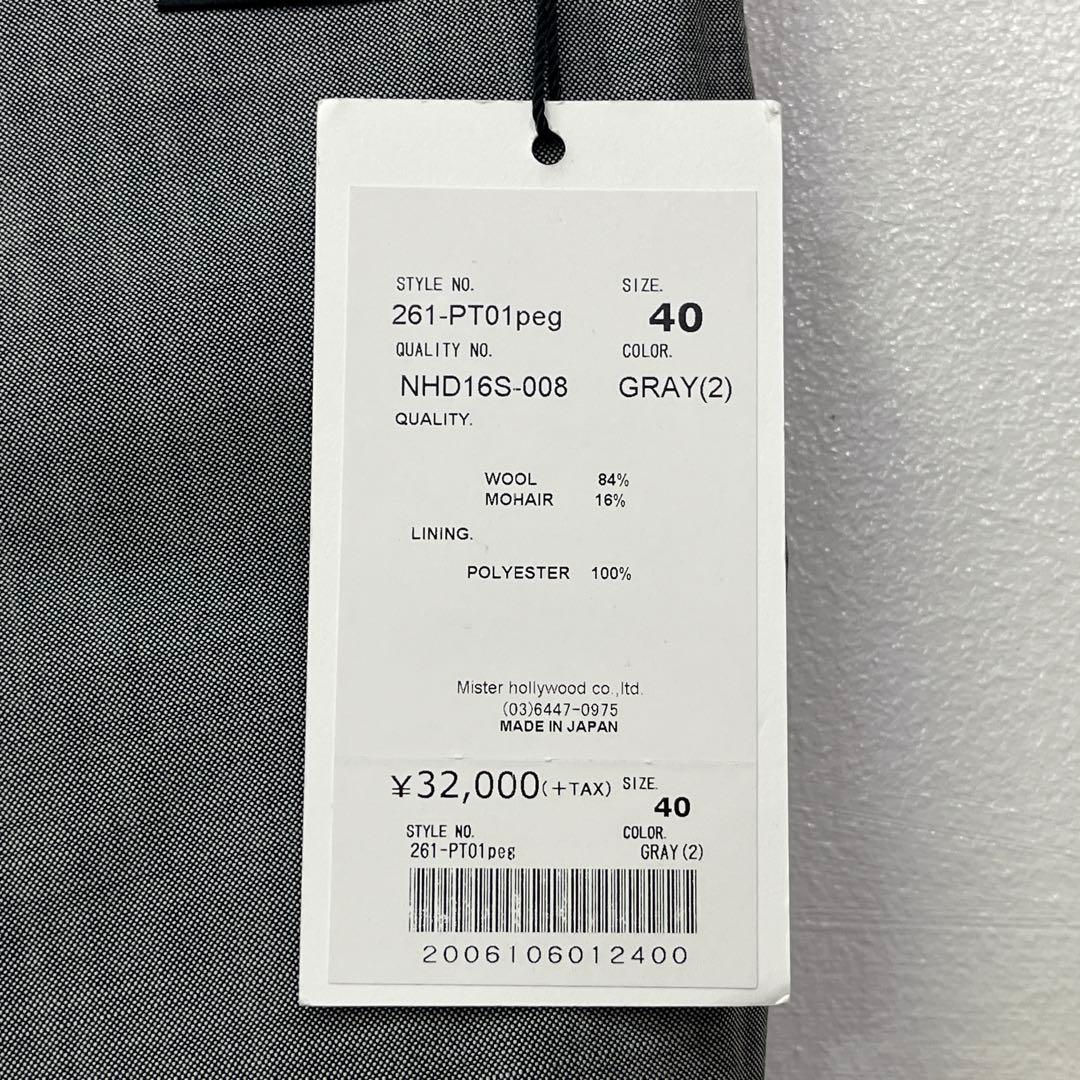 STYLE NO. SIZE.
261-PT01peg 40
QUALITY NO. COLOR.
NHD16S-008 GRAY(2)
QUALITY.
WOOL 84%
MOHAIR 16%
LINING.
POLYESTER 100%
Mister hollywood co.,ltd.
(03)6447-0975
MADE IN JAPAN
¥32,000(+TAX) SIZE.
40
STYLE NO. COLOR.
261-PT01peg GRAY(2)
2006106012400